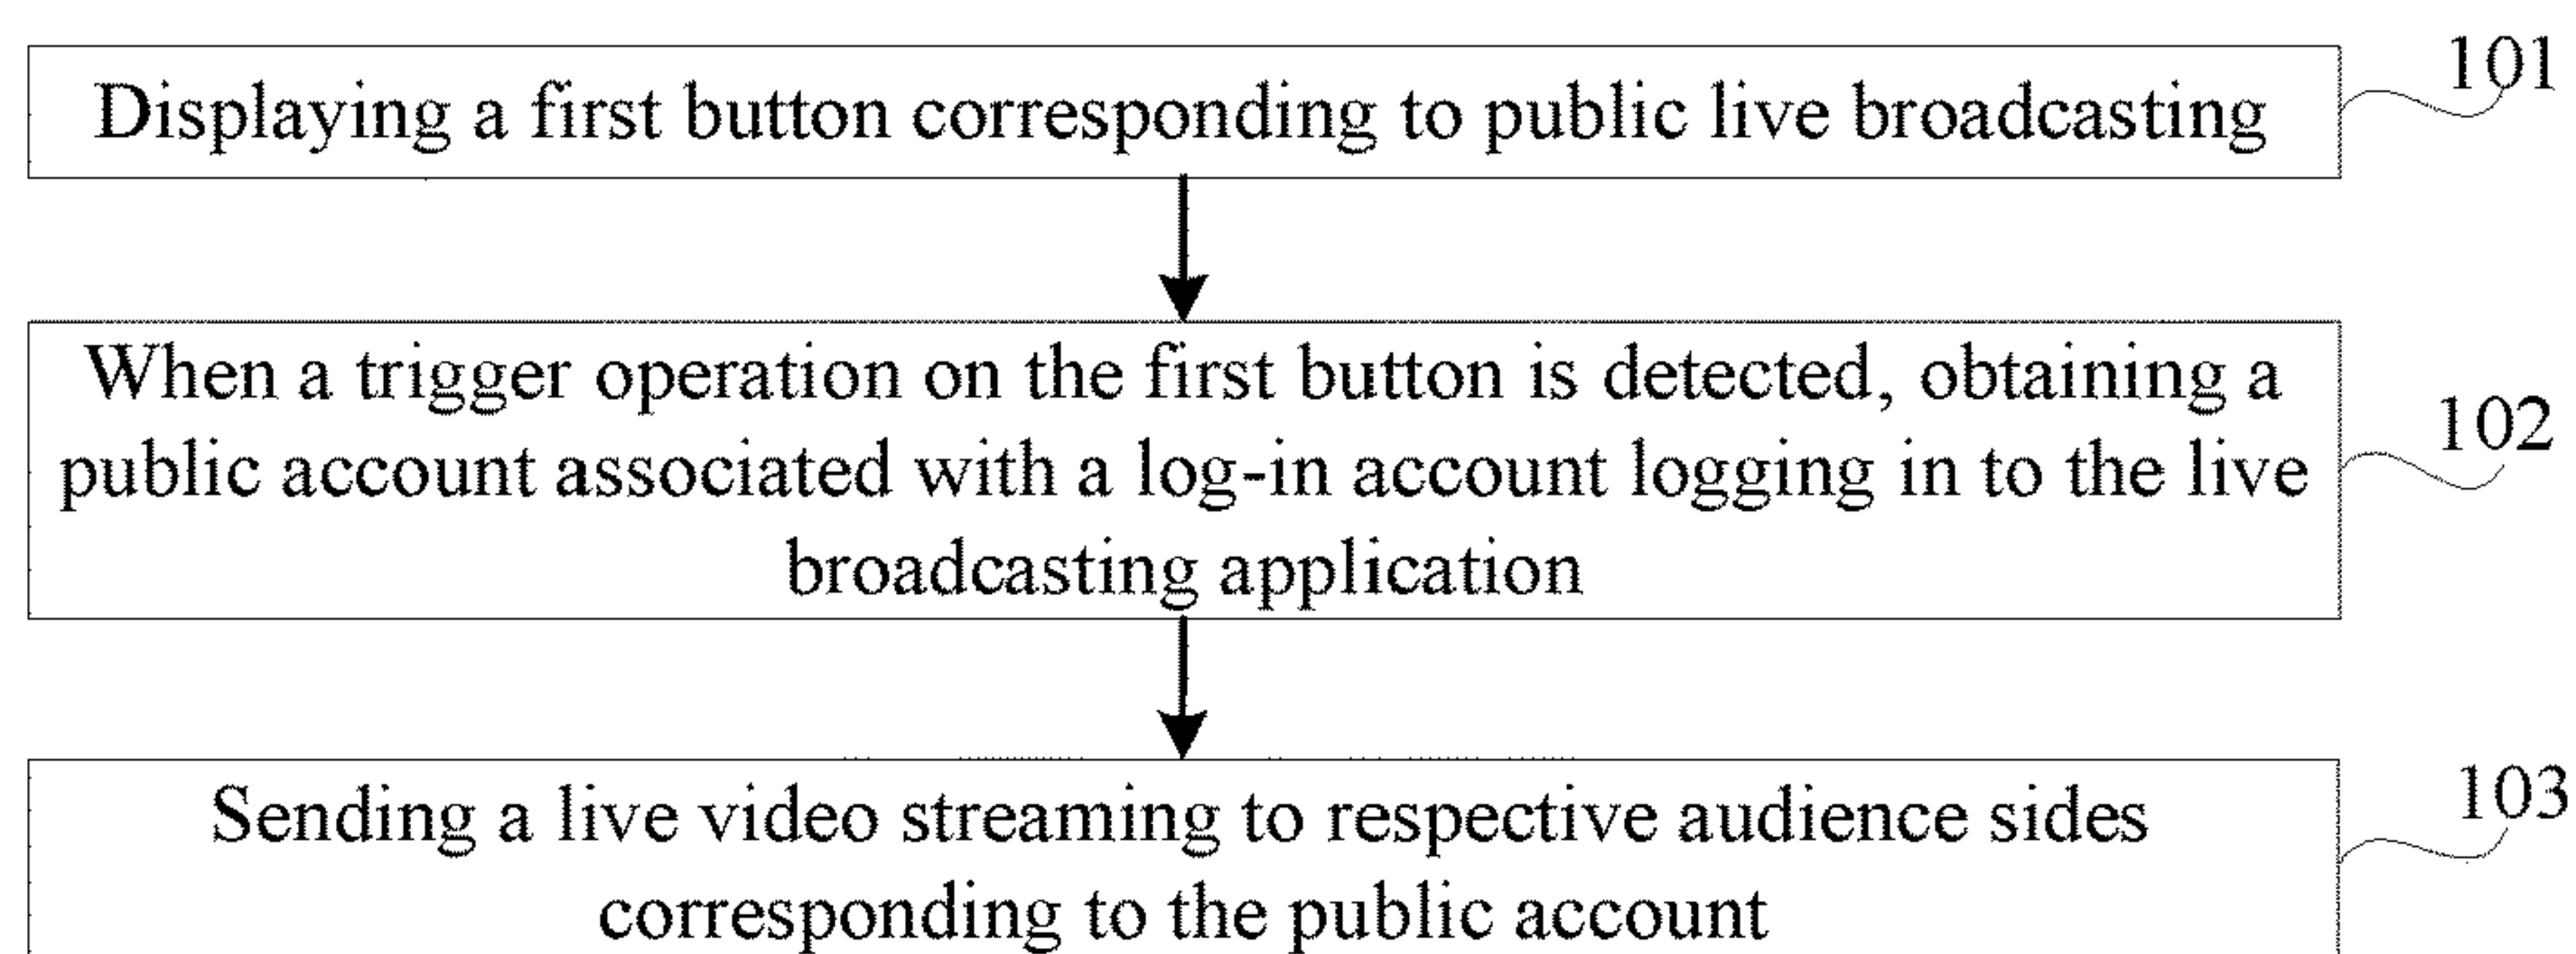 Displaying a first button corresponding to public live broadcasting
101
When a trigger operation on the first button is detected, obtaining a
public account associated with a log-in account logging in to the live
broadcasting application
102
Sending a live video streaming to respective audience sides
corresponding to the public account
103